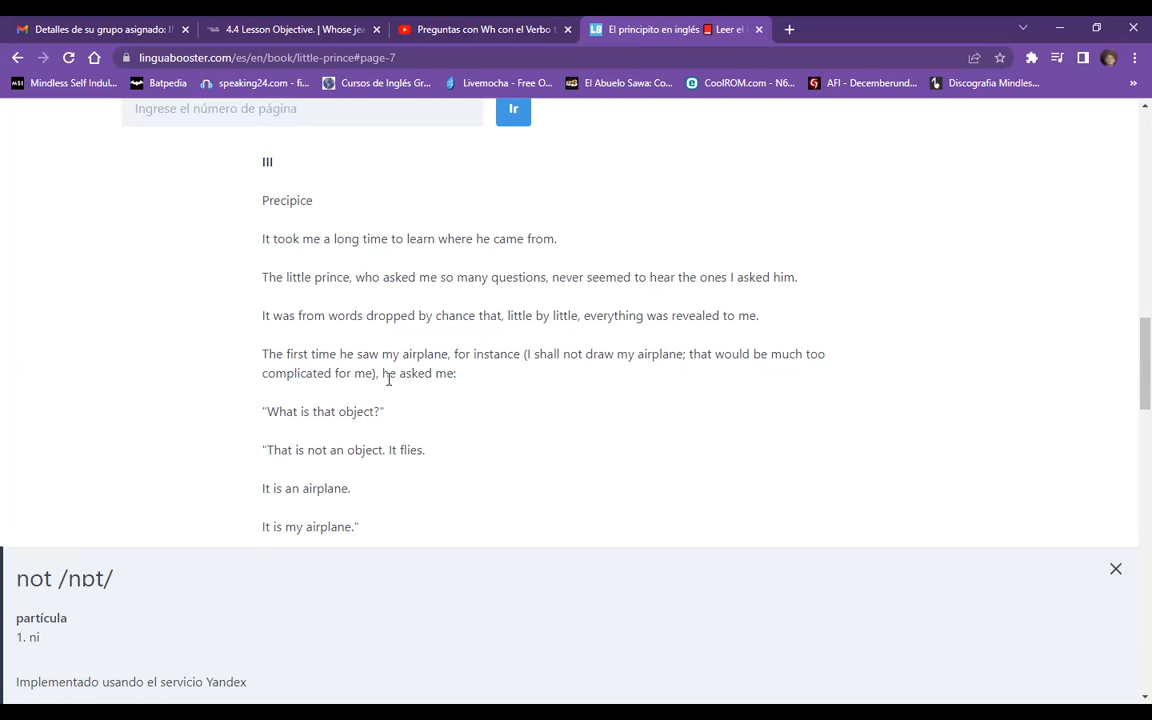 Detalles de su grupo asignado: I
4.4 Lesson Objective. | Whose je
Preguntas con Wh con el Verbo t
LB El principito en inglés 📕 Leer el l
linguabooster.com/es/en/book/little-prince#page-7
MSI Mindless Self Indul...
Batpedia
speaking24.com - fi...
Cursos de Inglés Gr...
Livemocha - Free O...
El Abuelo Sawa: Co...
CoolROM.com - N6...
AFI - Decemberund...
Discografia Mindles...
Ingrese el número de página
Ir
III
Precipice
It took me a long time to learn where he came from.
The little prince, who asked me so many questions, never seemed to hear the ones I asked him.
It was from words dropped by chance that, little by little, everything was revealed to me.
The first time he saw my airplane, for instance (I shall not draw my airplane; that would be much too
complicated for me), he asked me:
"What is that object?"
"That is not an object. It flies.
It is an airplane.
It is my airplane."
not /nɒt/
partícula
1. ni
Implementado usando el servicio Yandex